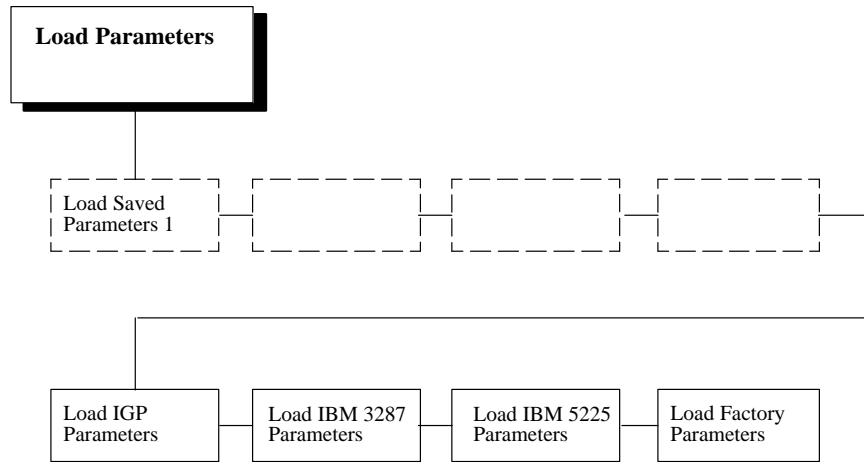 Load Parameters
Load Saved
Parameters 1
Load IGP
Parameters
Load IBM 3287
Parameters
Load IBM 5225
Parameters
Load Factory
Parameters